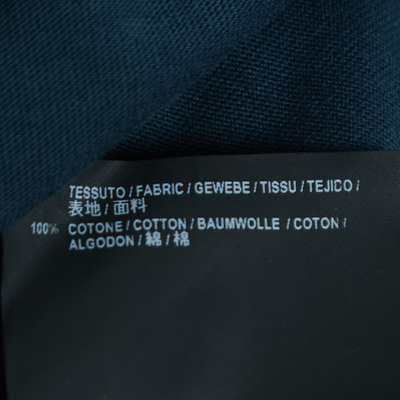 TESSUTO / FABRIC / GEWEBE / TISSU / TEJIDO /
表地 / 面料
100% COTONE / COTTON / BAUMWOLLE / COTON /
ALGODON / 綿 / 棉